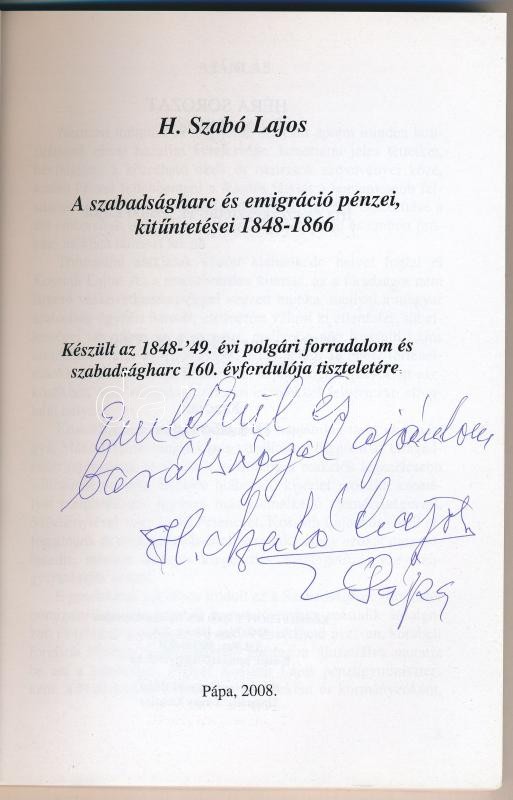 H. Szabó Lajos
A szabadságharc és emigráció pénzei,
kitűntetései 1848-1866
Készült az 1848-'49. évi polgári forradalom és
szabadságharc 160. évfordulója tiszteletére
Emlékül és
barátsággal ajánlom
H. Szabó Lajos
Pápa
Pápa, 2008.